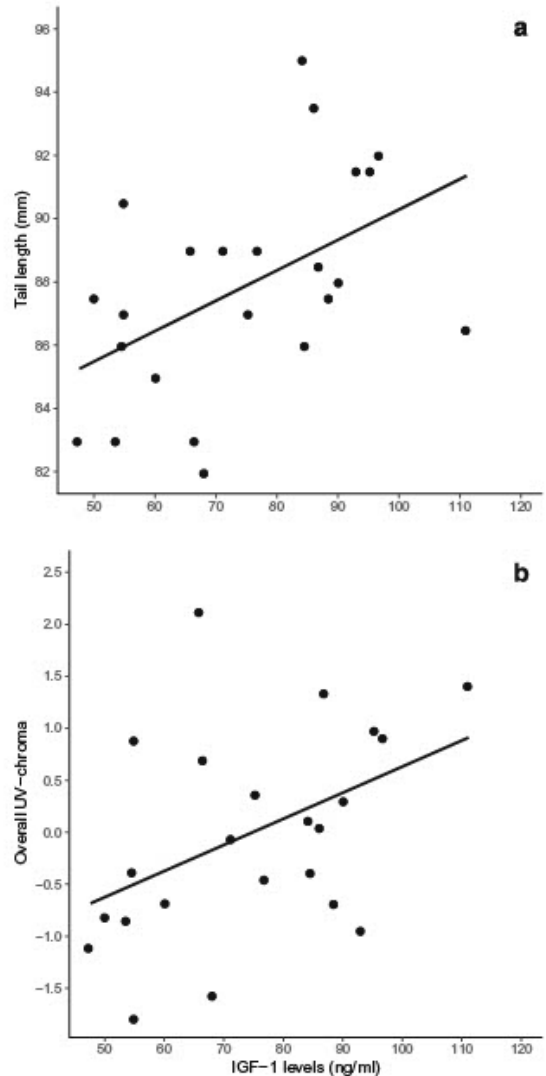 a
96
94
92
90
88
86
84
82
Tail length (mm)
50 60 70 80 90 100 110 120
b
2.5
2.0
1.5
1.0
0.5
0.0
−0.5
−1.0
−1.5
Overall UV−chroma
50 60 70 80 90 100 110 120
IGF−1 levels (ng/ml)